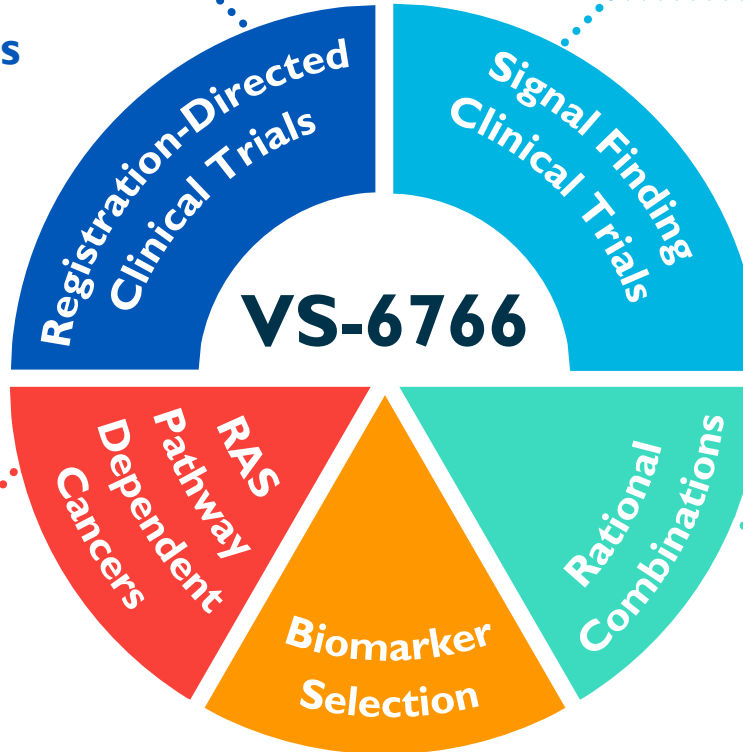 s
Registration-Directed
Clinical Trials
Signal Finding
Clinical Trials
VS-6766
RAS
Pathway
Dependent
Cancers
Biomarker
Selection
Rational
Combinations